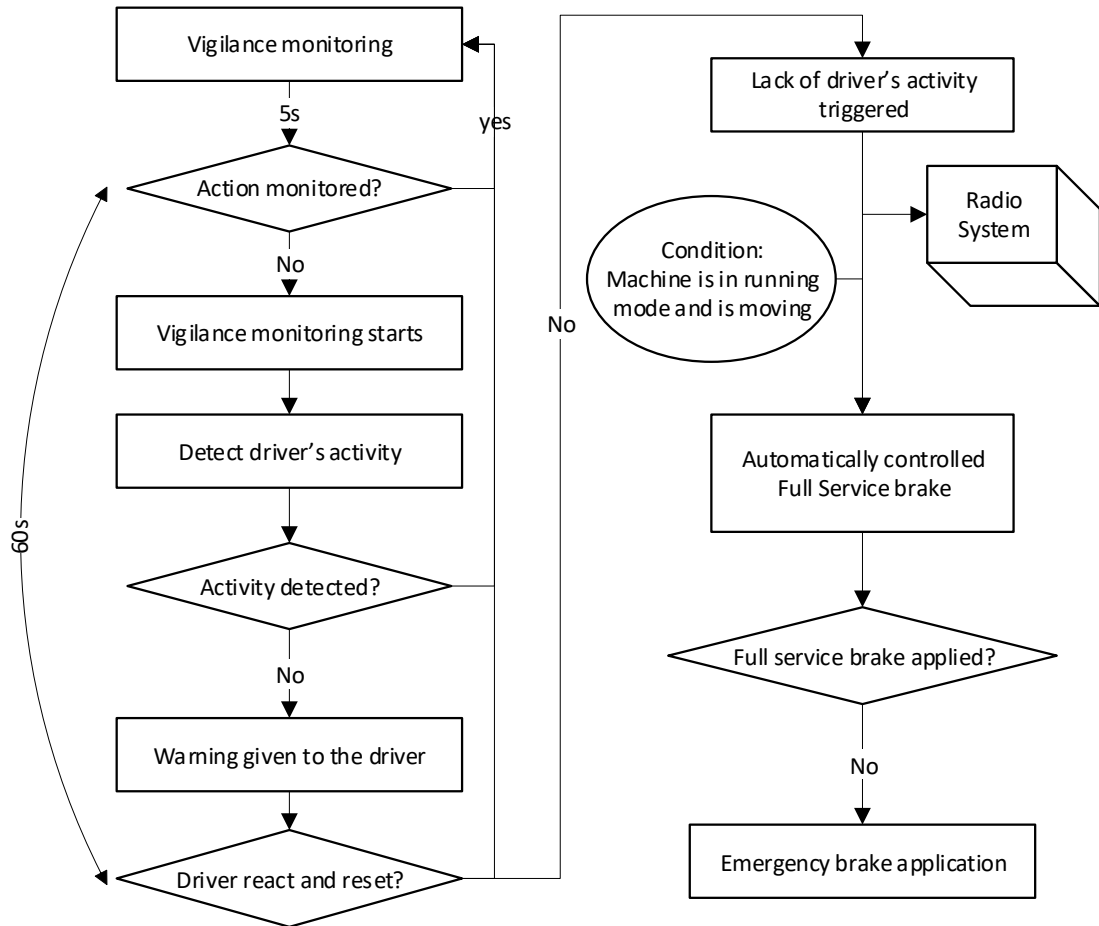 Vigilance monitoring
5s
yes
Action monitored?
No
Vigilance monitoring starts
Detect driver’s activity
60s
Activity detected?
No
Warning given to the driver
Driver react and reset?
No
Lack of driver’s activity
triggered
Radio
System
Condition:
Machine is in running
mode and is moving
Automatically controlled
Full Service brake
Full service brake applied?
No
Emergency brake application